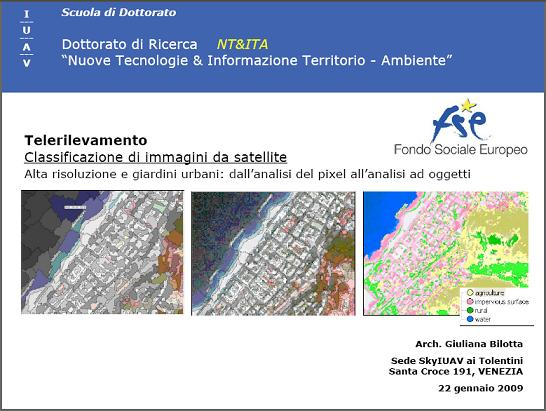 I
U
A
V
Scuola di Dottorato
Dottorato di Ricerca NT&ITA
“Nuove Tecnologie & Informazione Territorio - Ambiente”
fse
Fondo Sociale Europeo
Telerilevamento
Classificazione di immagini da satellite
Alta risoluzione e giardini urbani: dall’analisi del pixel all’analisi ad oggetti
agriculture
impervous surface
rural
water
Arch. Giuliana Bilotta
Sede SkyIUAV ai Tolentini
Santa Croce 191, VENEZIA
22 gennaio 2009